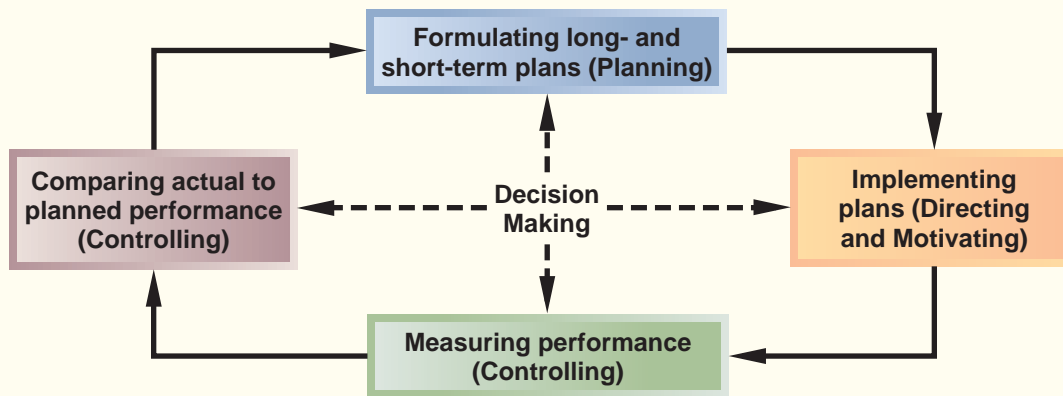 Formulating long- and
short-term plans (Planning)
Comparing actual to
planned performance
(Controlling)
Decision
Making
Implementing
plans (Directing
and Motivating)
Measuring performance
(Controlling)